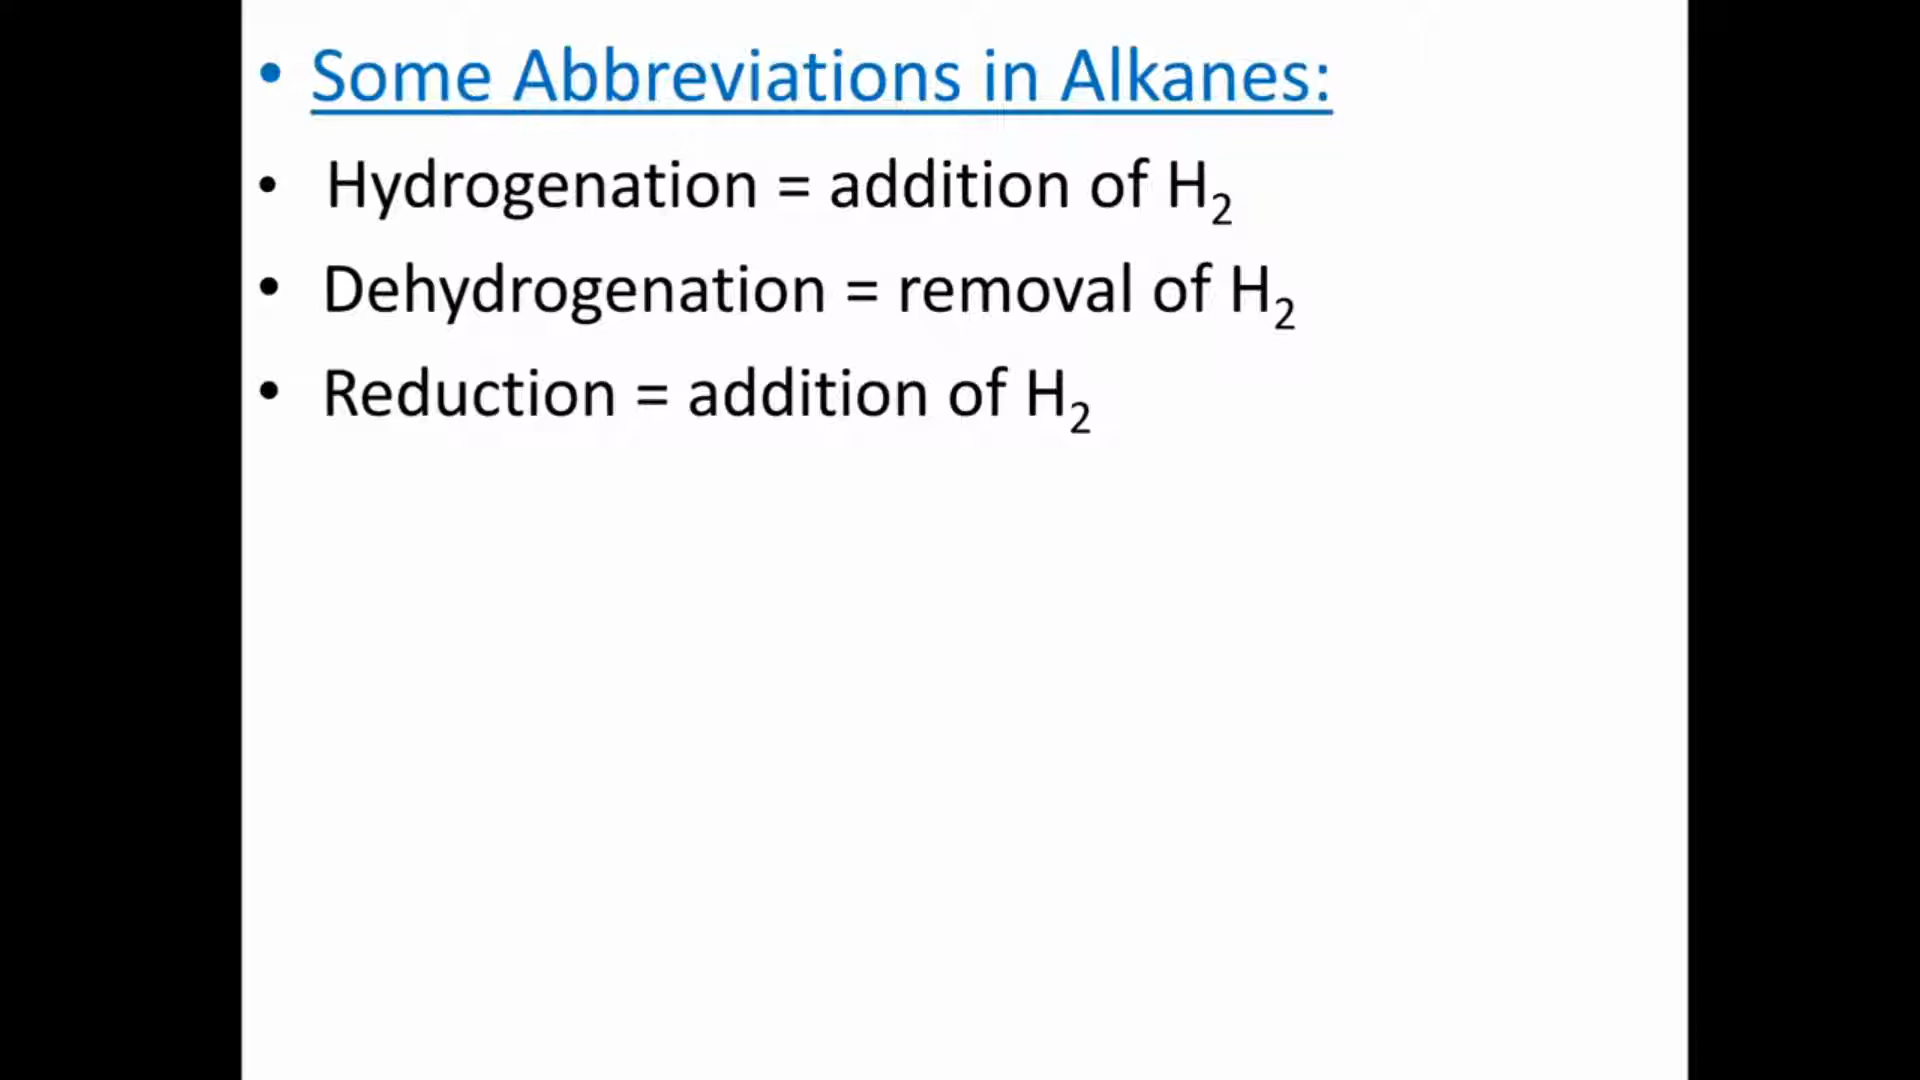 • Some Abbreviations in Alkanes:
• Hydrogenation = addition of H₂
• Dehydrogenation = removal of H₂
• Reduction = addition of H₂